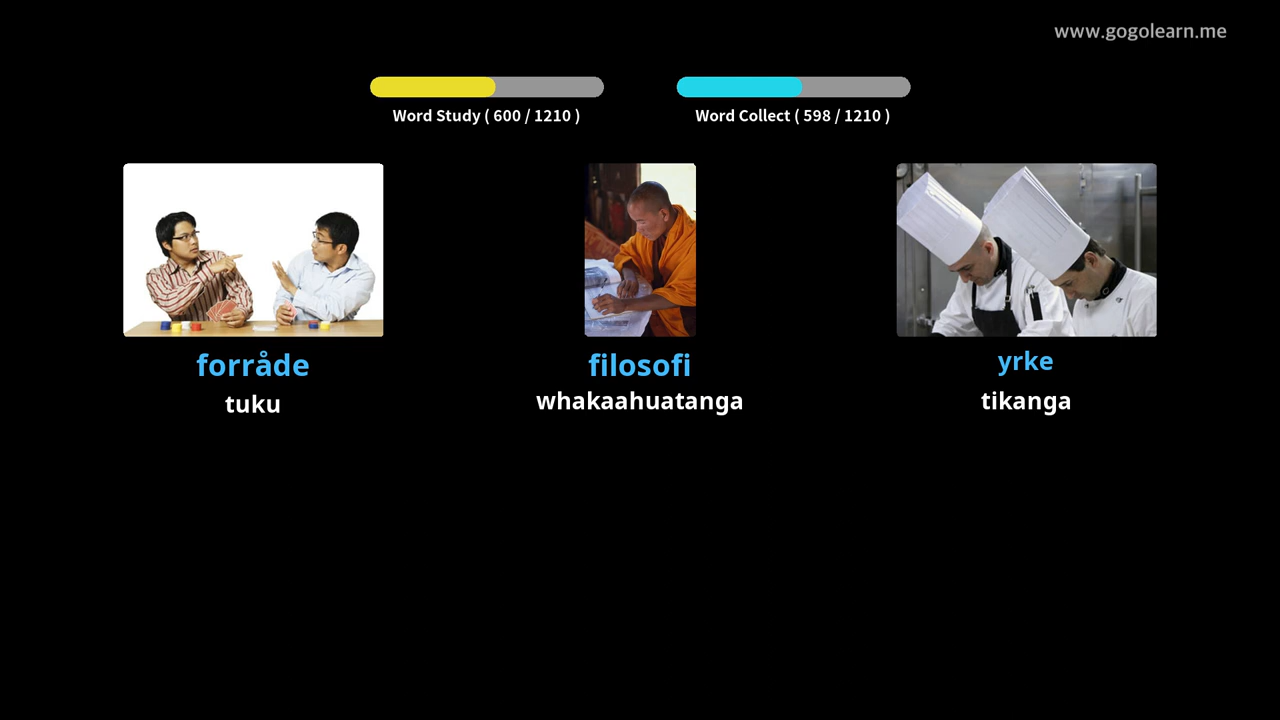 www.gogolearn.me
Word Study ( 600 / 1210 )
Word Collect ( 598 / 1210 )
forråde
filosofi
yrke
tuku
whakaahuatanga
tikanga